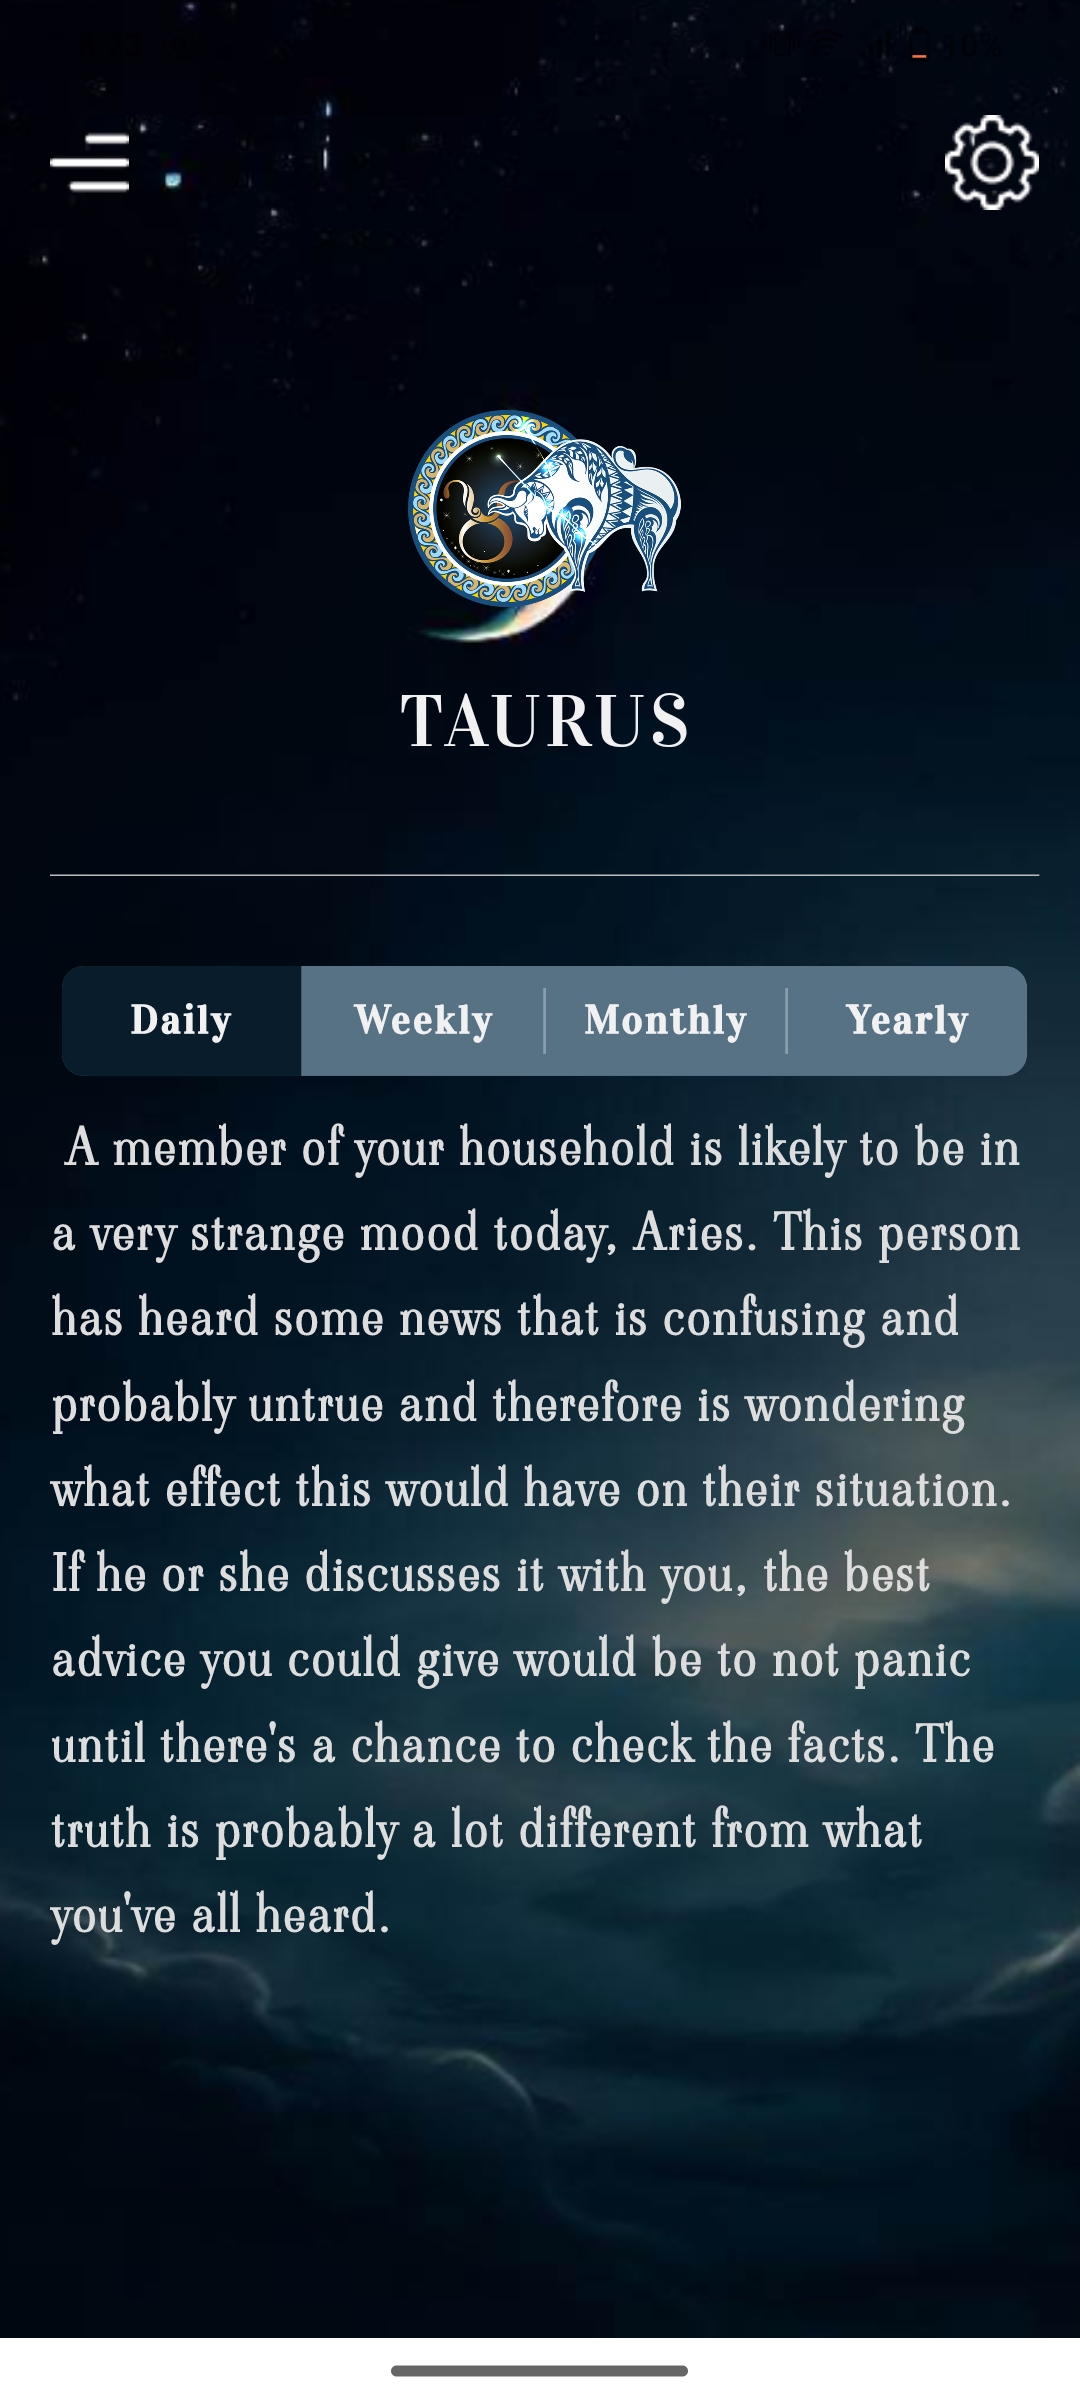 TAURUS
Daily Weekly Monthly Yearly
A member of your household is likely to be in
a very strange mood today, Aries. This person
has heard some news that is confusing and
probably untrue and therefore is wondering
what effect this would have on their situation.
If he or she discusses it with you, the best
advice you could give would be to not panic
until there's a chance to check the facts. The
truth is probably a lot different from what
you've all heard.